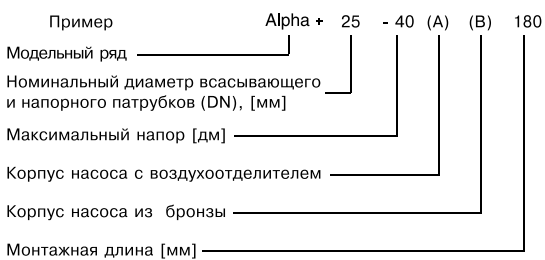 Пример Alpha + 25 - 40 (A) (B) 180
Модельный ряд
Номинальный диаметр всасывающего
и напорного патрубков (DN), [мм]
Максимальный напор [дм]
Корпус насоса с воздухоотделителем
Корпус насоса из бронзы
Монтажная длина [мм]